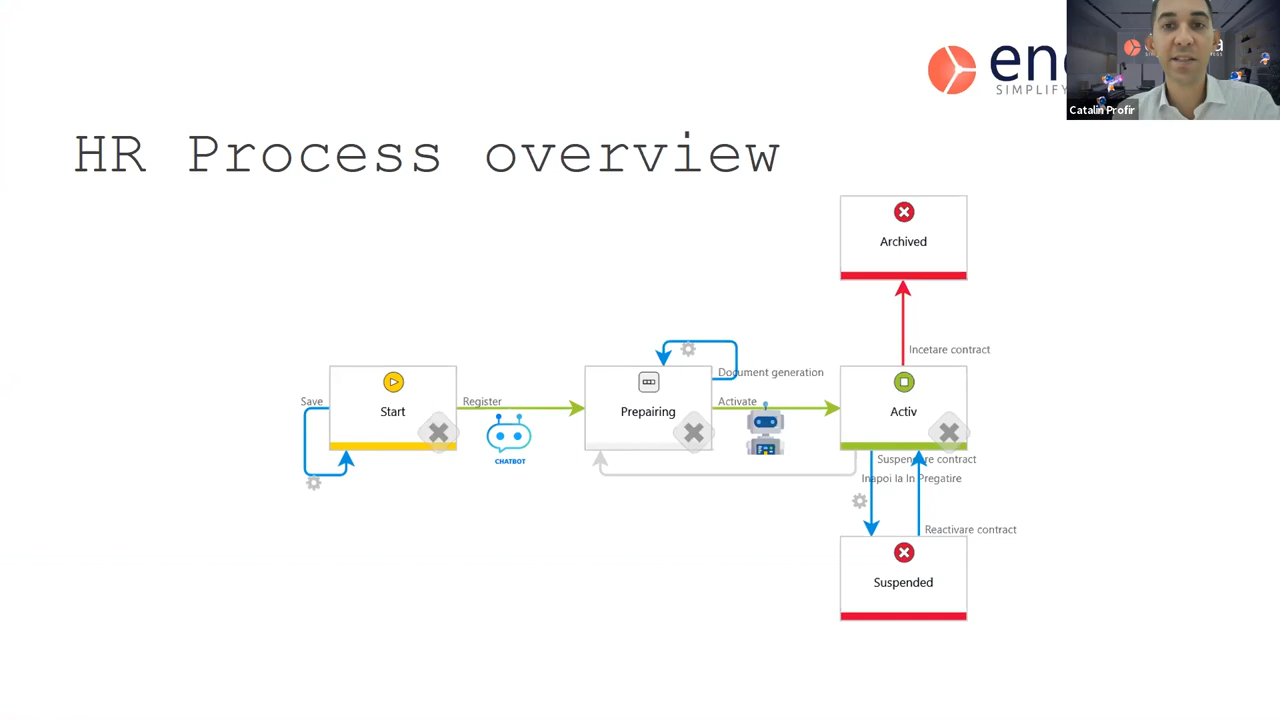 en
SIMPLIFY
Catalin Profir
HR Process overview
Archived
Incetare contract
Document generation
Save
Start
Register
Prepairing
Activate
Activ
CHATBOT
Suspendare contract
Inapoi la In Pregatire
Reactivare contract
Suspended